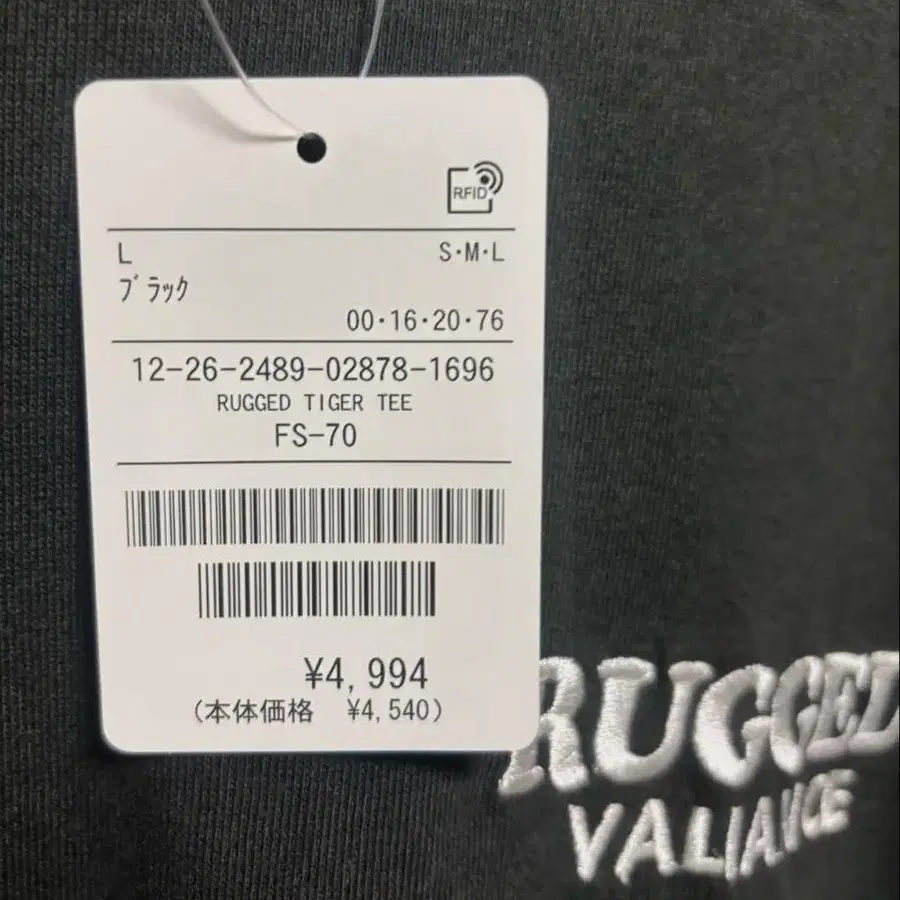 RFID
L S・M・L
ﾌﾞﾗｯｸ
00・16・20・76
12-26-2489-02878-1696
RUGGED TIGER TEE
FS-70
¥4,994
(本体価格 ¥4,540)
RUGGED
VALIANCE